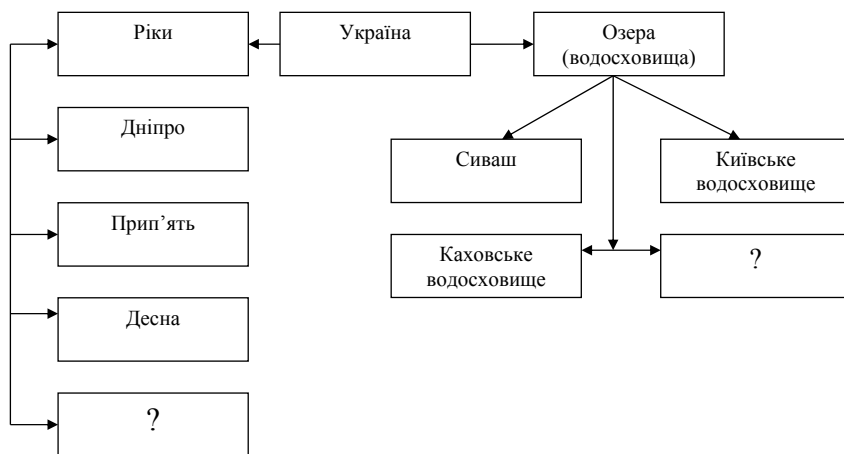 Ріки
Україна
Озера
(водосховища)
Дніпро
Сиваш
Київське
водосховище
Прип’ять
Каховське
водосховище
?
Десна
?